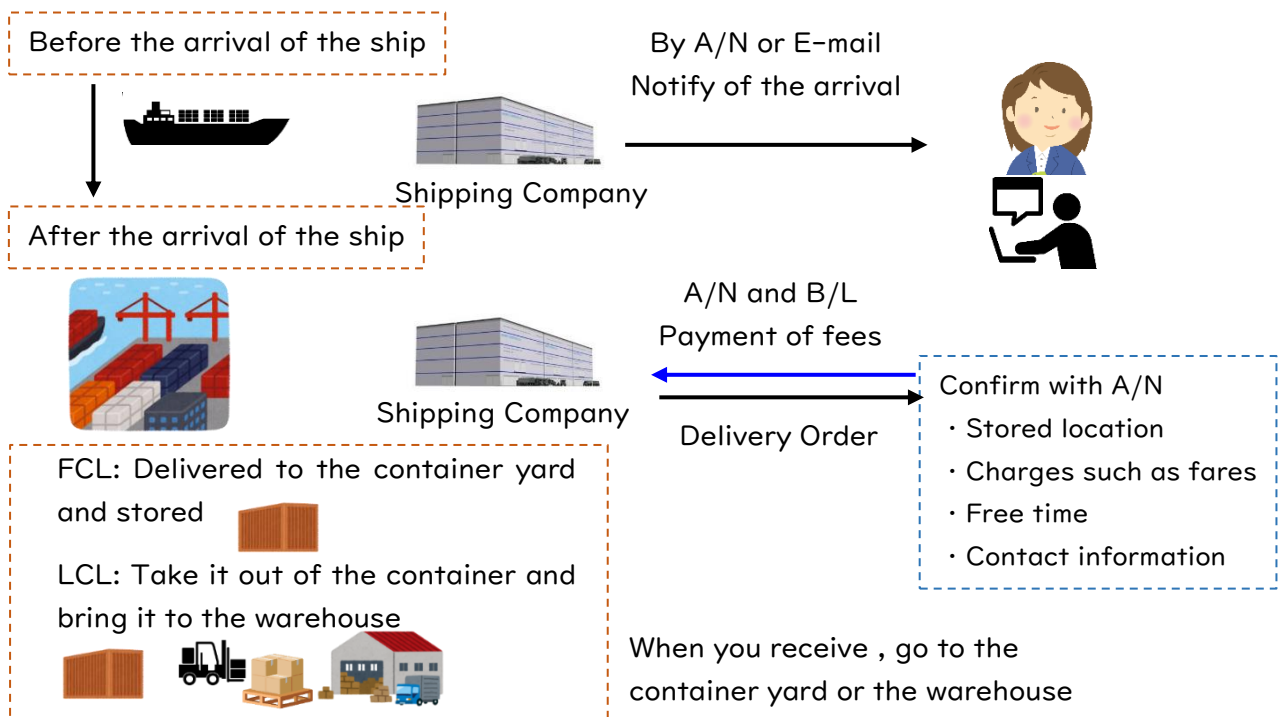 Before the arrival of the ship
By A/N or E-mail
Notify of the arrival
Shipping Company
After the arrival of the ship
A/N and B/L
Payment of fees
Shipping Company
Delivery Order
Confirm with A/N
・Stored location
・Charges such as fares
・Free time
・Contact information
FCL: Delivered to the container yard
and stored
LCL: Take it out of the container and
bring it to the warehouse
When you receive , go to the
container yard or the warehouse